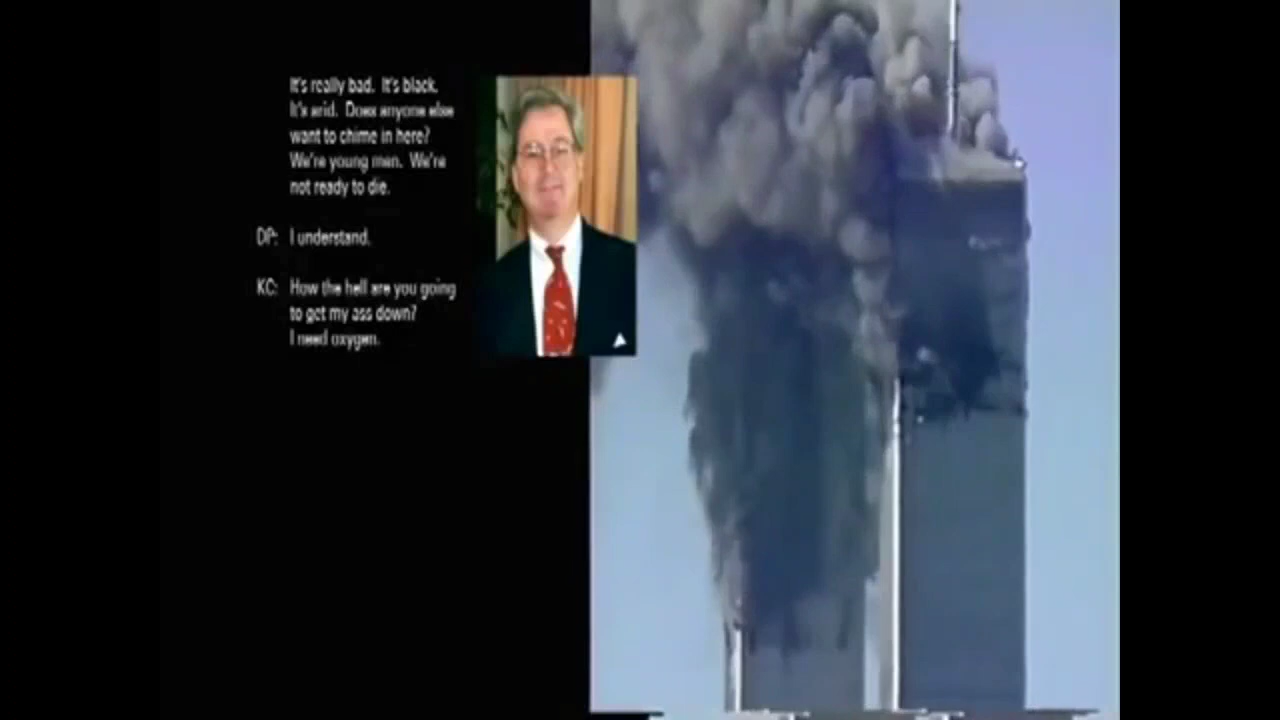 It's really bad. It's black.
It's arid. Does anyone else
want to chime in here?
We're young men. We're
not ready to die.
DP: I understand.
KC: How the hell are you going
to get my ass down?
I need oxygen.